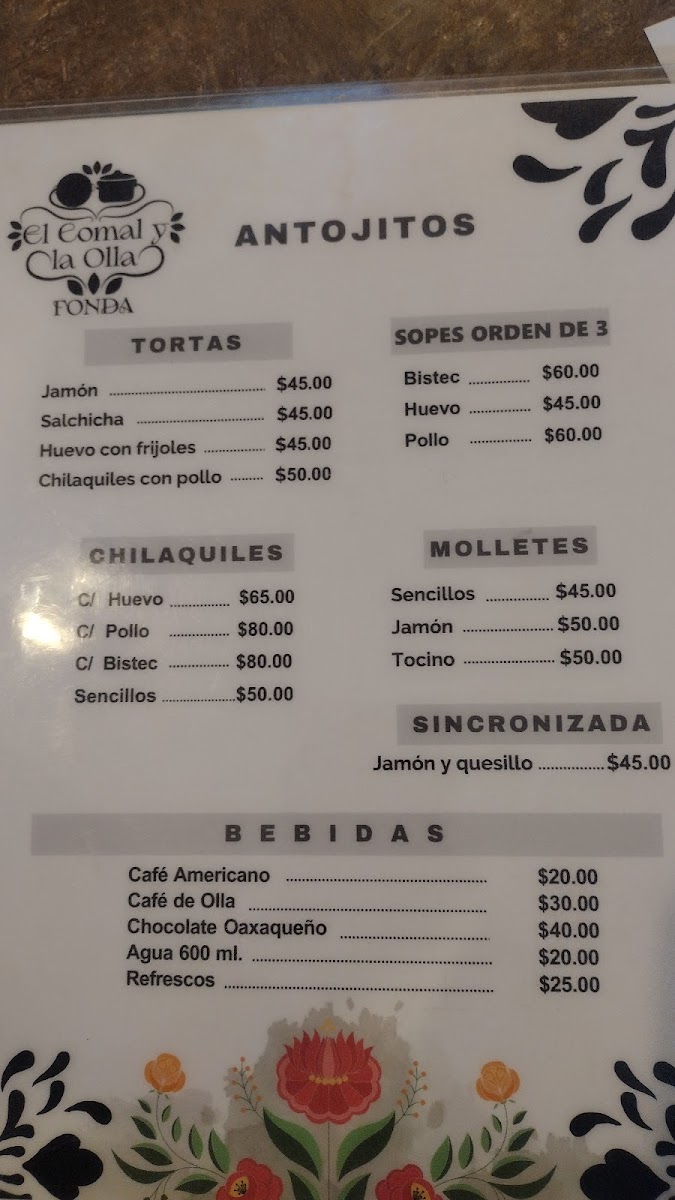 El Comal y
la Olla
FONDA
ANTOJITOS
TORTAS
Jamón ........................ $45.00
Salchicha ........................ $45.00
Huevo con frijoles ............ $45.00
Chilaquiles con pollo ......... $50.00
SOPES ORDEN DE 3
Bistec ............ $60.00
Huevo ............ $45.00
Pollo ............ $60.00
CHILAQUILES
C/ Huevo ............ $65.00
C/ Pollo ............ $80.00
C/ Bistec ............ $80.00
Sencillos ............ $50.00
MOLLETES
Sencillos ............ $45.00
Jamón ............ $50.00
Tocino ............ $50.00
SINCRONIZADA
Jamón y quesillo ............ $45.00
BEBIDAS
Café Americano ........................ $20.00
Café de Olla ........................ $30.00
Chocolate Oaxaqueño ........................ $40.00
Agua 600 ml. ........................ $20.00
Refrescos ........................ $25.00